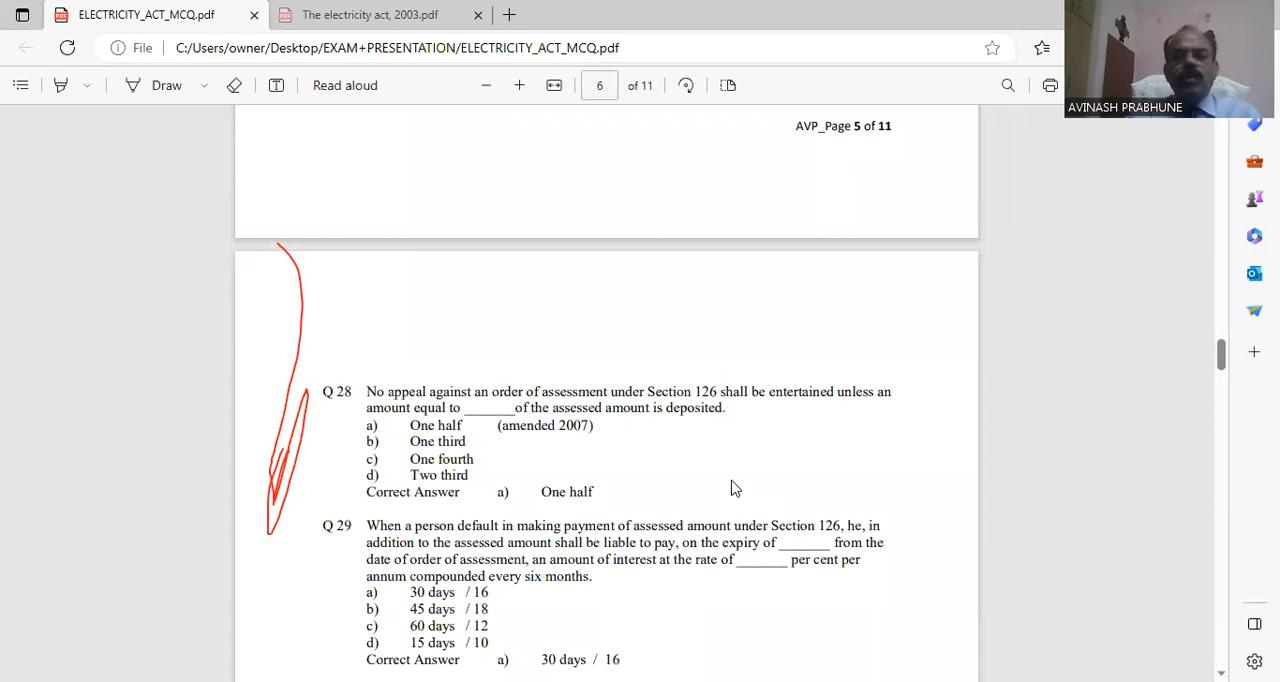 ELECTRICITY_ACT_MCQ.pdf
The electricity act, 2003.pdf
File
C:/Users/owner/Desktop/EXAM+PRESENTATION/ELECTRICITY_ACT_MCQ.pdf
Draw
Read aloud
6 of 11
AVINASH PRABHUNE
AVP_Page 5 of 11
Q 28 No appeal against an order of assessment under Section 126 shall be entertained unless an
amount equal to _______of the assessed amount is deposited.
a) One half (amended 2007)
b) One third
c) One fourth
d) Two third
Correct Answer a) One half
Q 29 When a person default in making payment of assessed amount under Section 126, he, in
addition to the assessed amount shall be liable to pay, on the expiry of _______ from the
date of order of assessment, an amount of interest at the rate of _______ per cent per
annum compounded every six months.
a) 30 days / 16
b) 45 days / 18
c) 60 days / 12
d) 15 days / 10
Correct Answer a) 30 days / 16